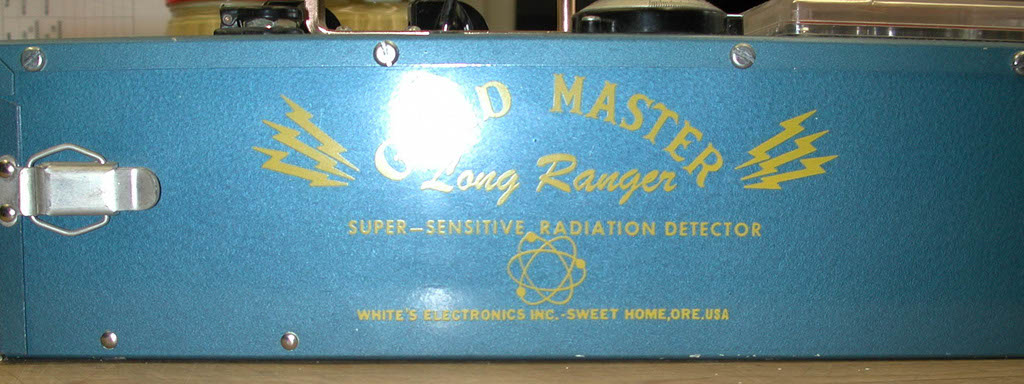 MASTER
Long Ranger
SUPER-SENSITIVE RADIATION DETECTOR
WHITE'S ELECTRONICS INC.-SWEET HOME,ORE.USA